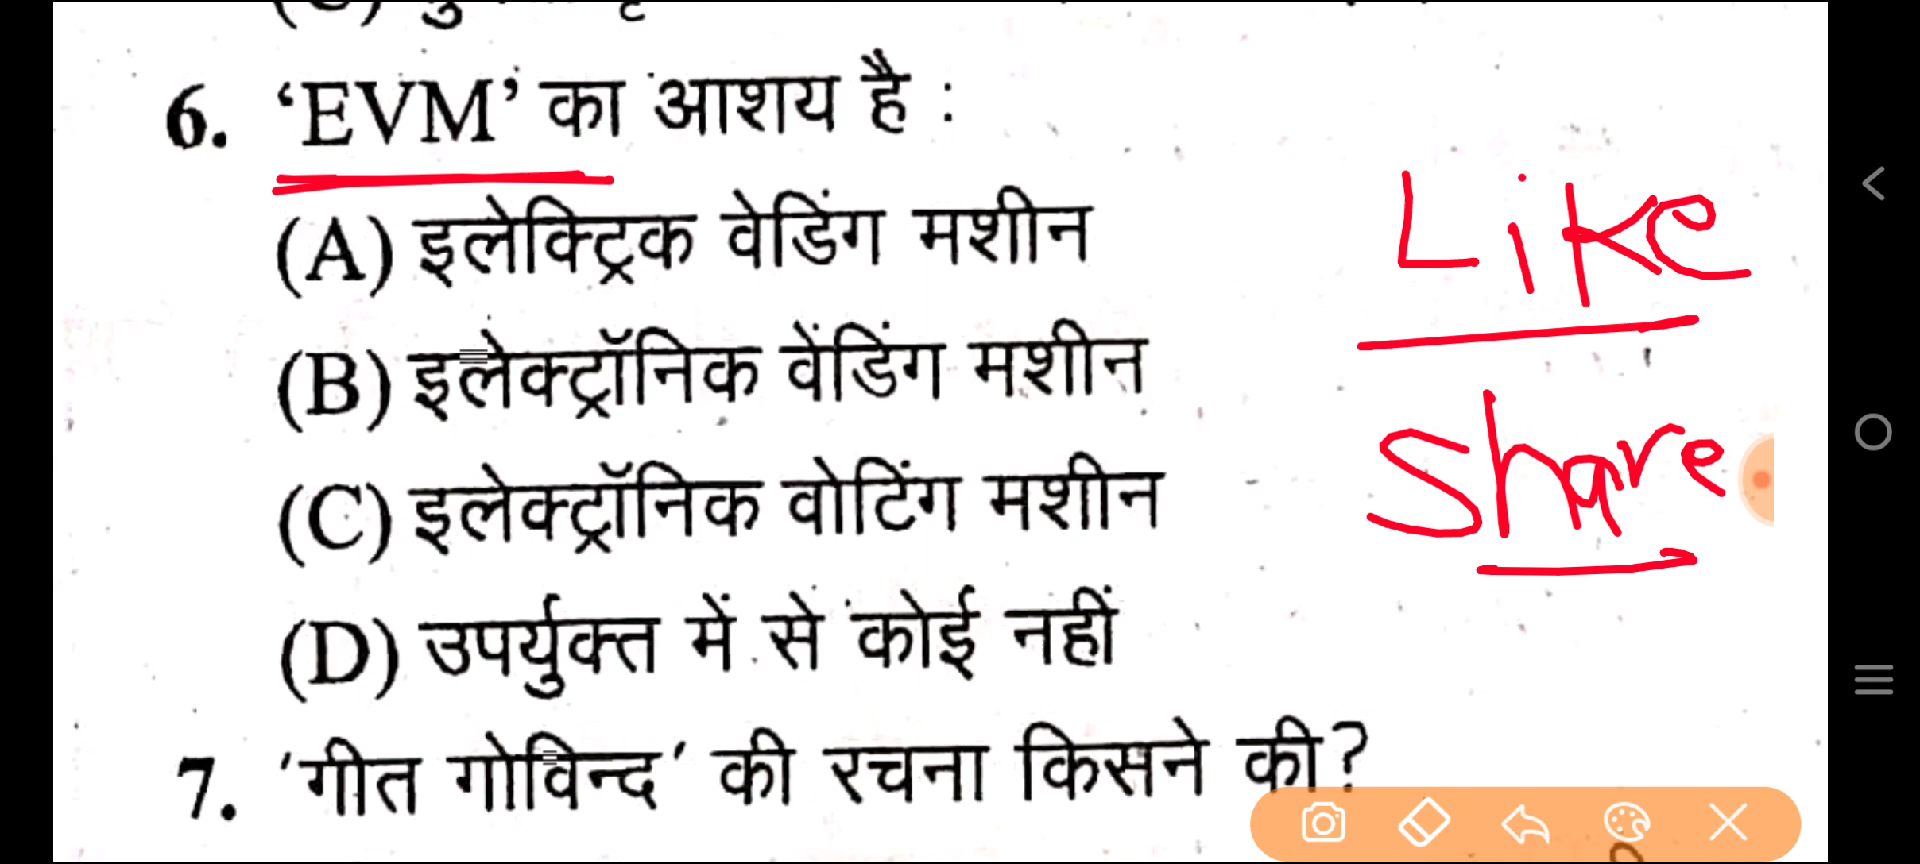 6. ‘EVM’ का आशय है :
(A) इलेक्ट्रिक वेडिंग मशीन
(B) इलेक्ट्रॉनिक वेंडिंग मशीन
(C) इलेक्ट्रॉनिक वोटिंग मशीन
(D) उपर्युक्त में से कोई नहीं
7. ‘गीत गोविन्द’ की रचना किसने की?
Like
Share